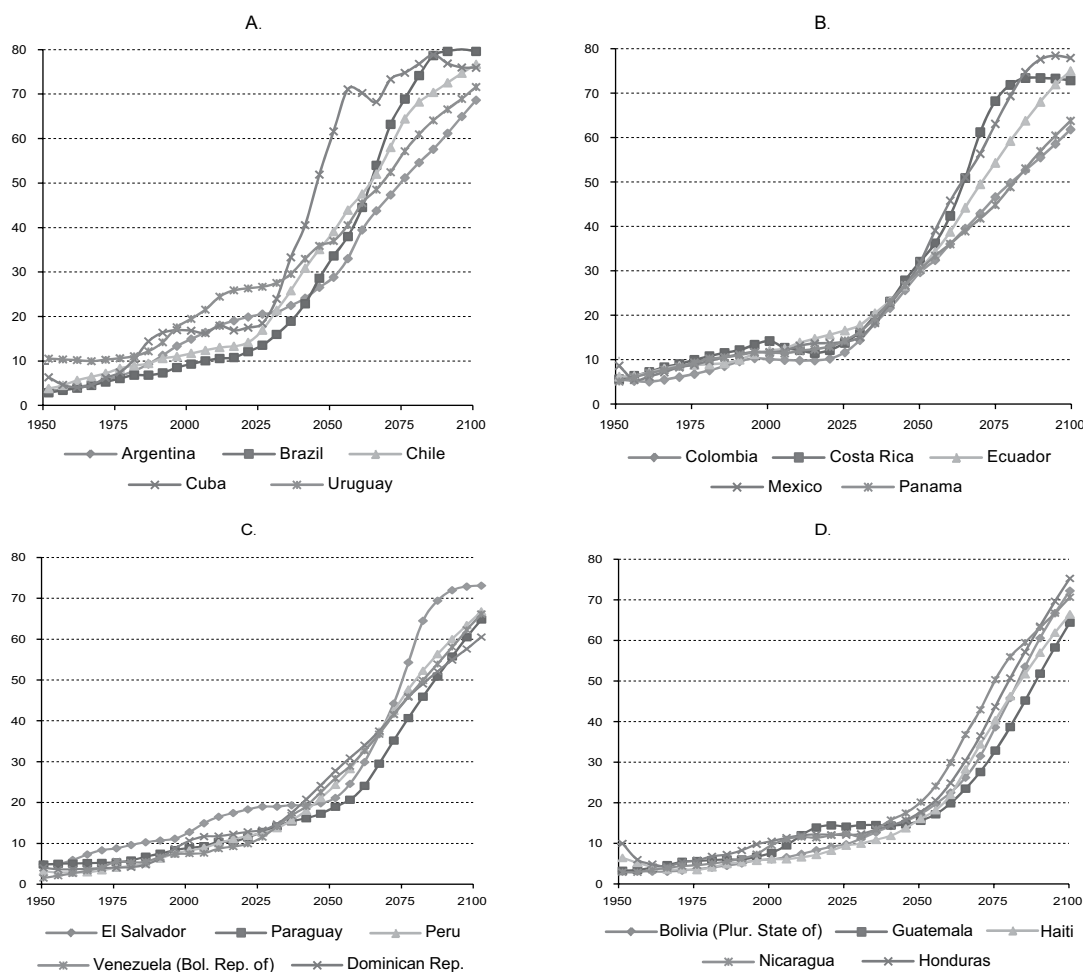 A.
80
70
60
50
40
30
20
10
0
1950 1975 2000 2025 2050 2075 2100
Argentina Brazil Chile
Cuba Uruguay
B.
80
70
60
50
40
30
20
10
0
1950 1975 2000 2025 2050 2075 2100
Colombia Costa Rica Ecuador
Mexico Panama
C.
80
70
60
50
40
30
20
10
0
1950 1975 2000 2025 2050 2075 2100
El Salvador Paraguay Peru
Venezuela (Bol. Rep. of) Dominican Rep.
D.
80
70
60
50
40
30
20
10
0
1950 1975 2000 2025 2050 2075 2100
Bolivia (Plur. State of) Guatemala Haiti
Nicaragua Honduras